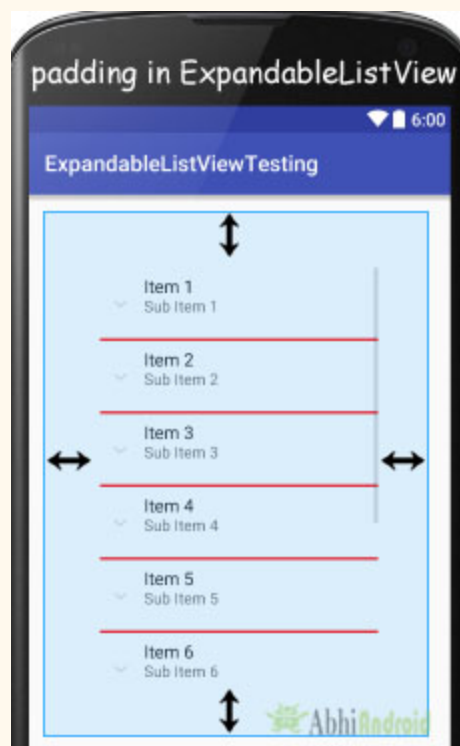 padding in ExpandableListView
6:00
ExpandableListViewTesting
Item 1
Sub Item 1
Item 2
Sub Item 2
Item 3
Sub Item 3
Item 4
Sub Item 4
Item 5
Sub Item 5
Item 6
Sub Item 6
AbhiAndroid